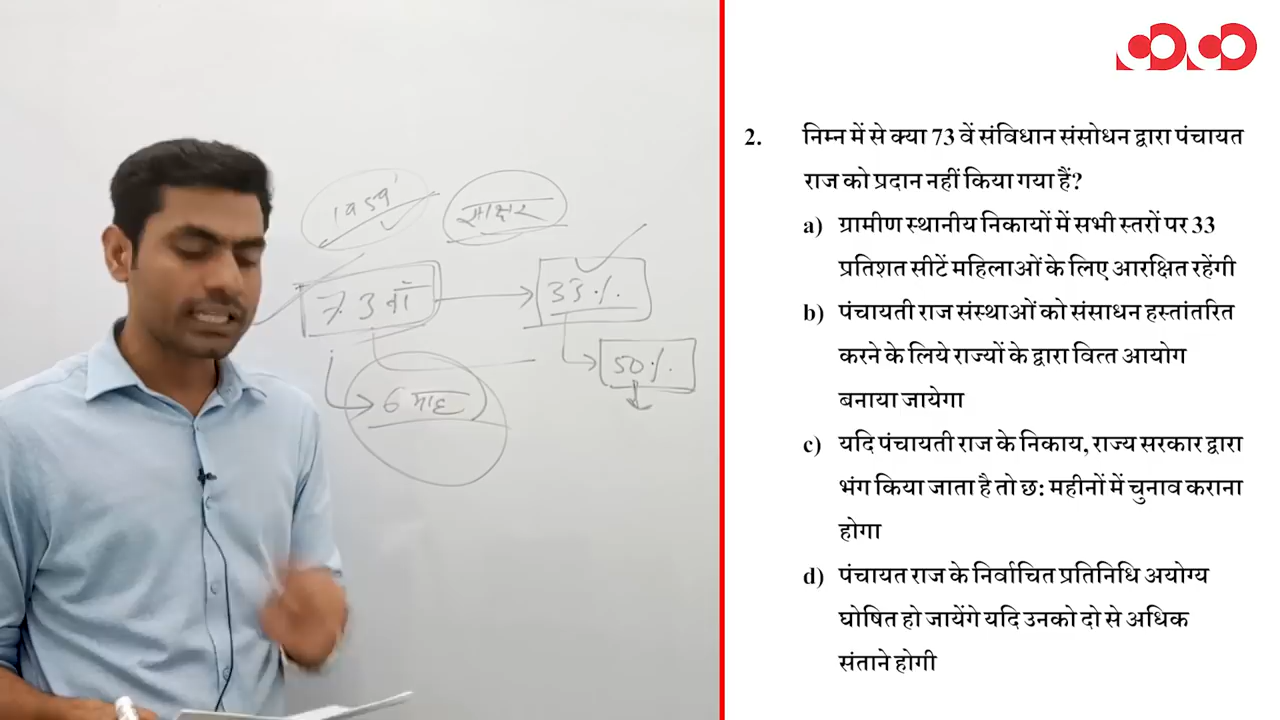 1959
साक्षर
73 वाँ
33%.
50%.
6 माह
2. निम्न में से क्या 73 वें संविधान संसोधन द्वारा पंचायत
राज को प्रदान नहीं किया गया हैं?
a) ग्रामीण स्थानीय निकायों में सभी स्तरों पर 33
प्रतिशत सीटें महिलाओं के लिए आरक्षित रहेंगी
b) पंचायती राज संस्थाओं को संसाधन हस्तांतरित
करने के लिये राज्यों के द्वारा वित्त आयोग
बनाया जायेगा
c) यदि पंचायती राज के निकाय, राज्य सरकार द्वारा
भंग किया जाता है तो छ: महीनों में चुनाव कराना
होगा
d) पंचायत राज के निर्वाचित प्रतिनिधि अयोग्य
घोषित हो जायेंगे यदि उनको दो से अधिक
संताने होगी